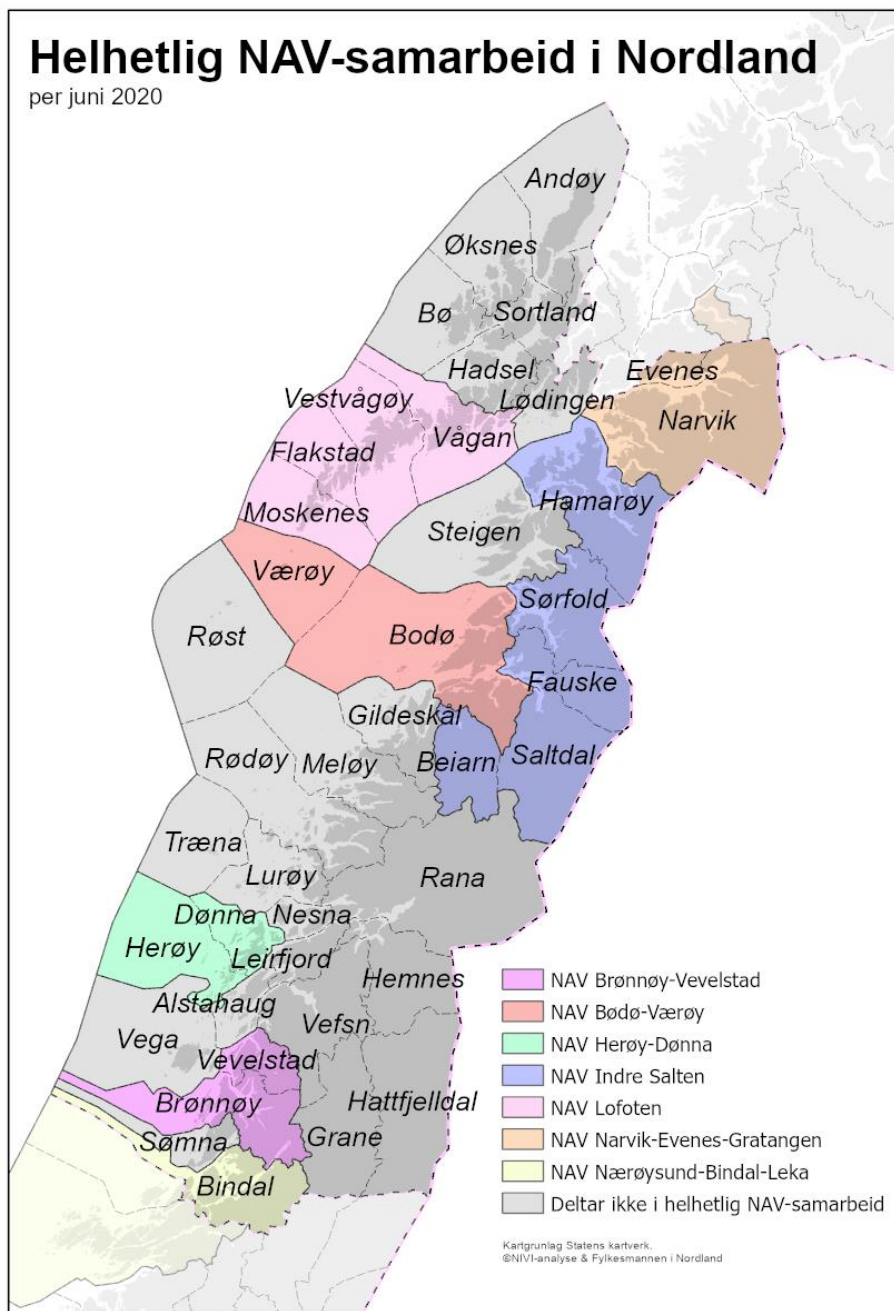 Helhetlig NAV-samarbeid i Nordland
per juni 2020
Andøy
Øksnes
Bø
Sortland
Hadsel
Lødingen
Evenes
Narvik
Vestvågøy
Vågan
Flakstad
Moskenes
Hamarøy
Steigen
Værøy
Sørfold
Røst
Bodø
Fauske
Gildeskål
Saltdal
Beiarn
Rødøy
Meløy
Træna
Lurøy
Rana
Dønna
Nesna
Herøy
Leirfjord
Hemnes
Alstahaug
Vefsn
Vega
Vevelstad
Brønnøy
Hattfjelldal
Sømna
Grane
Bindal
NAV Brønnøy-Vevelstad
NAV Bødø-Værøy
NAV Herøy-Dønna
NAV Indre Salten
NAV Lofoten
NAV Narvik-Evenes-Gratangen
NAV Nærøysund-Bindal-Leka
Deltar ikke i helhetlig NAV-samarbeid
Kartgrunlag Statens kartverk.
©NIVI-analyse & Fylkesmannen i Nordland